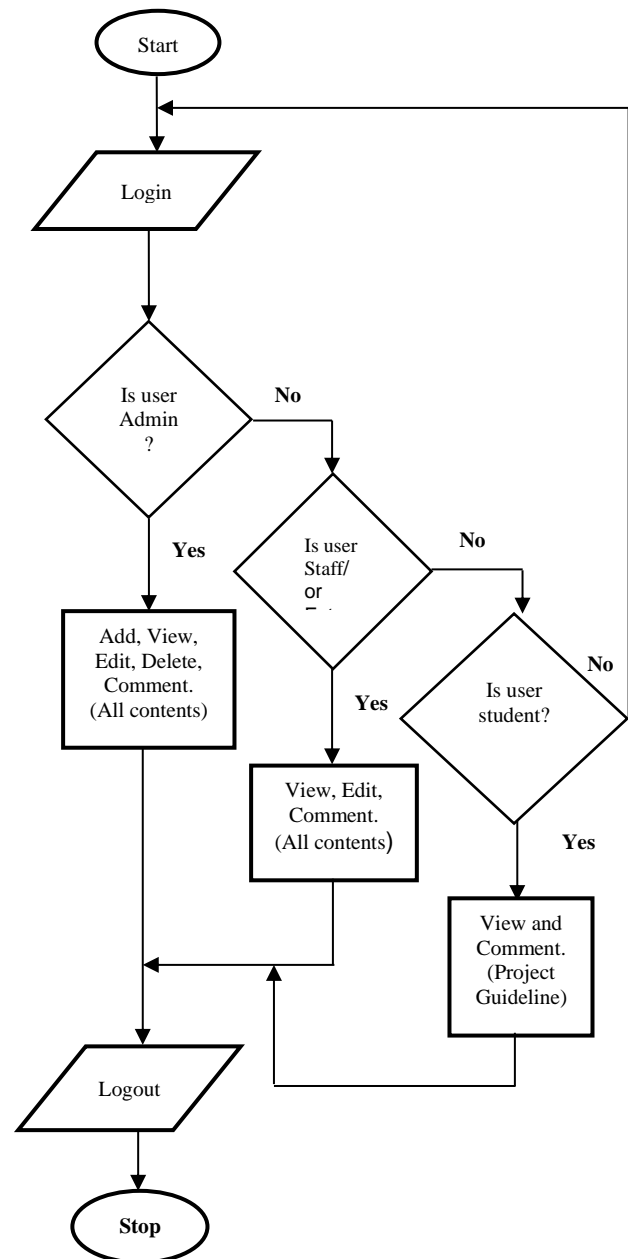 Start
Login
Is user
Admin
?
No
Yes
Add, View,
Edit, Delete,
Comment.
(All contents)
Is user
Staff/
or
No
Yes
View, Edit,
Comment.
(All contents)
Is user
student?
No
Yes
View and
Comment.
(Project
Guideline)
Logout
Stop